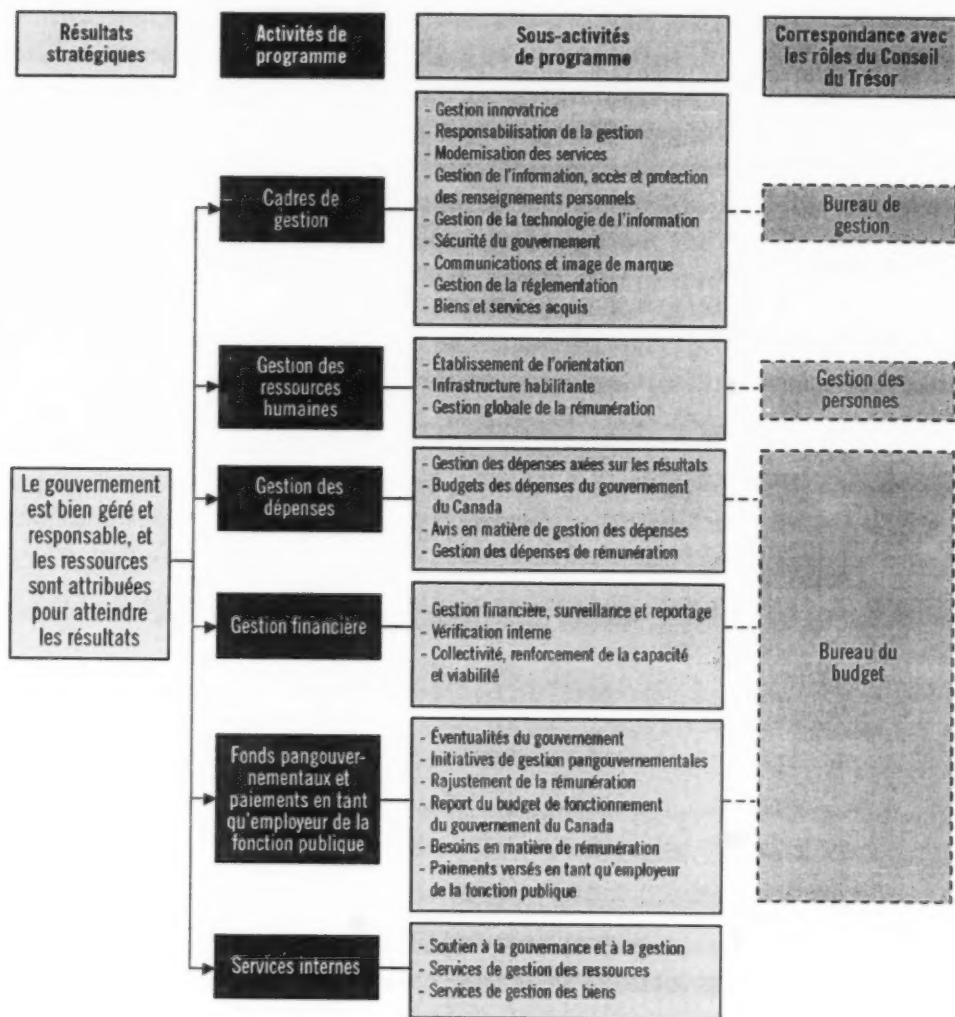 Résultats
stratégiques
Activités de
programme
Sous-activités
de programme
Correspondance avec
les rôles du Conseil
du Trésor
Le gouvernement
est bien géré et
responsable, et
les ressources
sont attribuées
pour atteindre
les résultats
Cadres de
gestion
- Gestion innovatrice
- Responsabilisation de la gestion
- Modernisation des services
- Gestion de l'information, accès et protection
des renseignements personnels
- Gestion de la technologie de l'information
- Sécurité du gouvernement
- Communications et image de marque
- Gestion de la réglementation
- Biens et services acquis
Bureau de
gestion
Gestion des
ressources
humaines
- Établissement de l'orientation
- Infrastructure habilitante
- Gestion globale de la rémunération
Gestion des
personnes
Gestion des
dépenses
- Gestion des dépenses axées sur les résultats
- Budgets des dépenses du gouvernement
du Canada
- Avis en matière de gestion des dépenses
- Gestion des dépenses de rémunération
Gestion financière
- Gestion financière, surveillance et reportage
- Vérification interne
- Collectivité, renforcement de la capacité
et viabilité
Bureau du
budget
Fonds pangouver-
nementaux et
paiements en tant
qu'employeur de la
fonction publique
- Éventualités du gouvernement
- Initiatives de gestion pangouvernementales
- Rajustement de la rémunération
- Report du budget de fonctionnement
du gouvernement du Canada
- Besoins en matière de rémunération
- Paiements versés en tant qu'employeur
de la fonction publique
Services internes
- Soutien à la gouvernance et à la gestion
- Services de gestion des ressources
- Services de gestion des biens